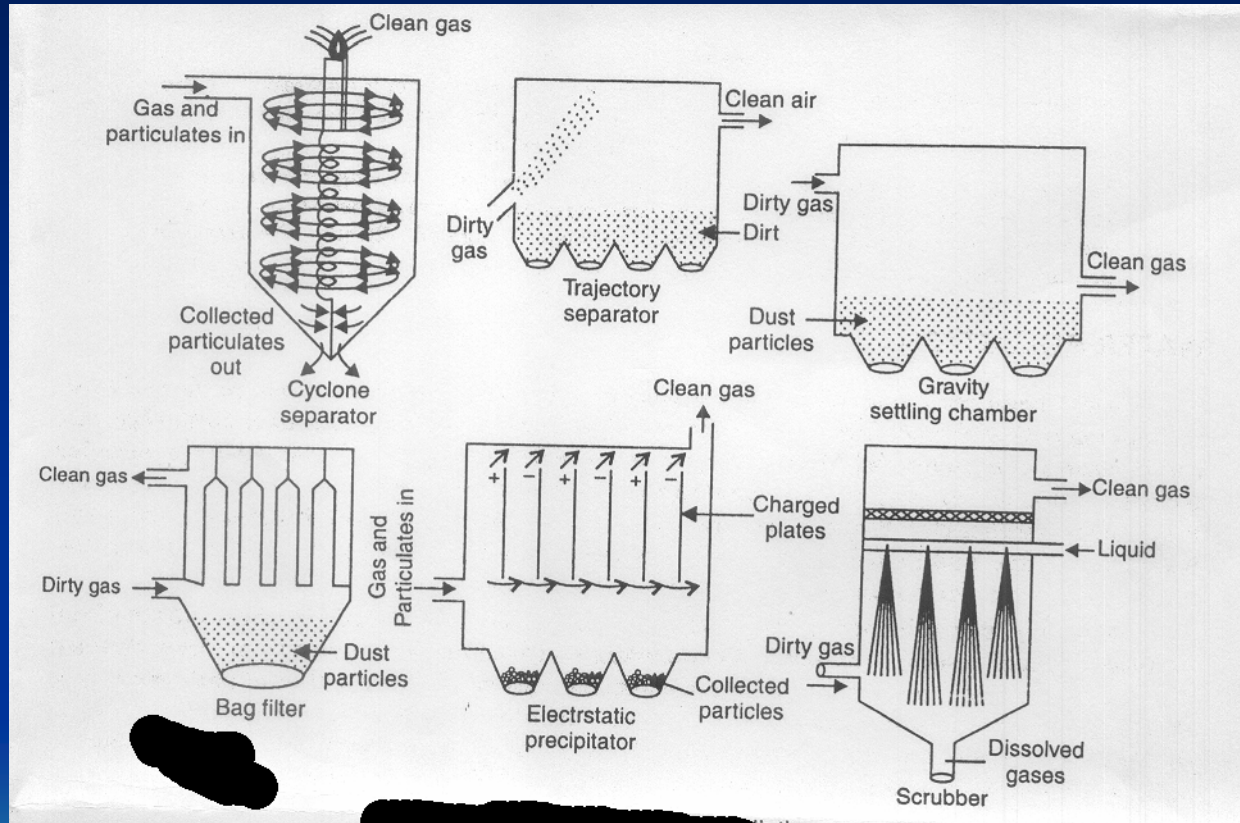 Clean gas
Gas and
particulates in
Collected
particulates
out
Cyclone
separator
Clean air
Dirty
gas
Dirt
Trajectory
separator
Dirty gas
Clean gas
Dust
particles
Gravity
settling chamber
Clean gas
Dirty gas
Dust
particles
Bag filter
Clean gas
Gas and
Particulates in
+ − + − + −
Charged
plates
Collected
particles
Electrstatic
precipitator
Clean gas
Liquid
Dirty gas
Dissolved
gases
Scrubber